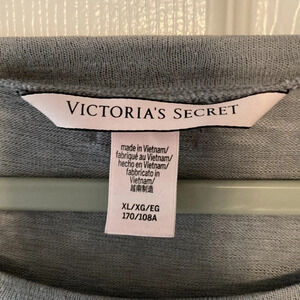 VICTORIA'S SECRET
made in Vietnam/
fabriqué au Vietnam/
hecho en Vietnam/
fabbricato in
Vietnam/
越南制造
XL/XG/EG
170/108A